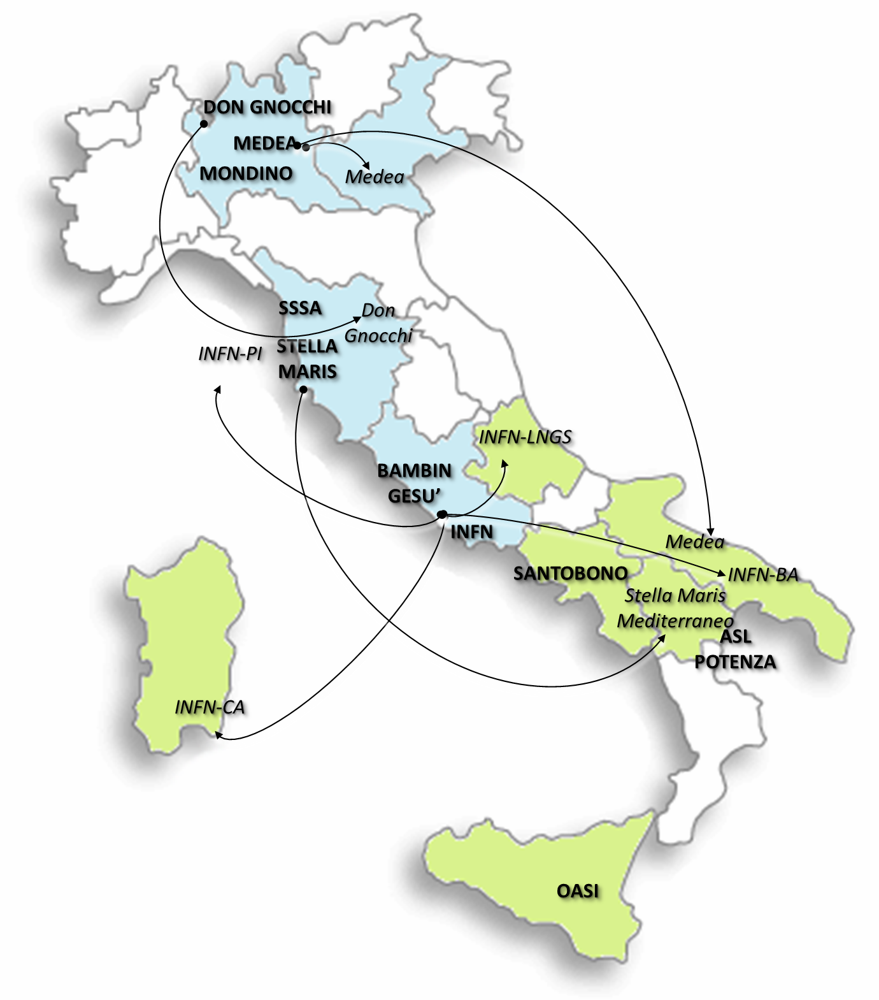 DON GNOCCHI
MEDEA
MONDINO
Medea
SSSA
Don
Gnocchi
STELLA
MARIS
INFN-PI
INFN-LNGS
BAMBIN
GESU’
INFN
Medea
SANTOBONO
INFN-BA
Stella Maris
Mediterraneo
ASL
POTENZA
INFN-CA
OASI